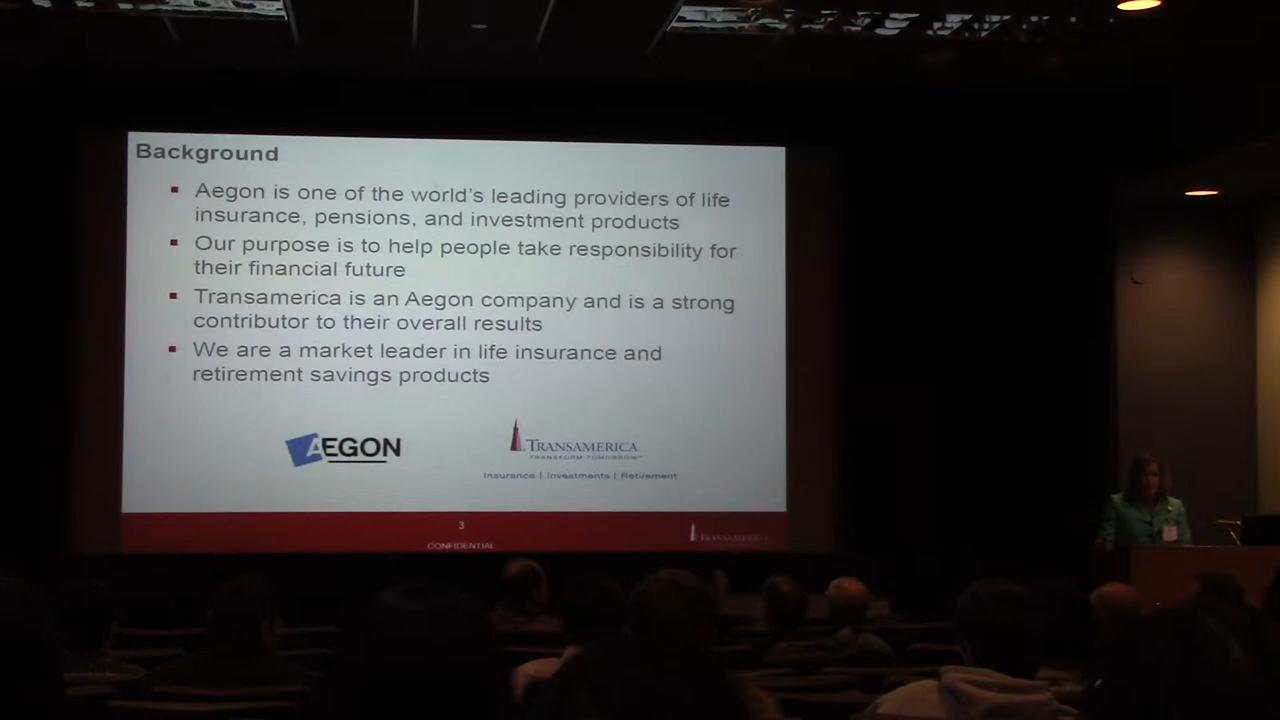 Background
Aegon is one of the world's leading providers of life
insurance, pensions, and investment products
Our purpose is to help people take responsibility for
their financial future
Transamerica is an Aegon company and is a strong
contributor to their overall results
We are a market leader in life insurance and
retirement savings products
AEGON
TRANSAMERICA
TRANSFORM TOMORROW
Insurance | Investments | Retirement
3
CONFIDENTIAL
TRANSAMERICA